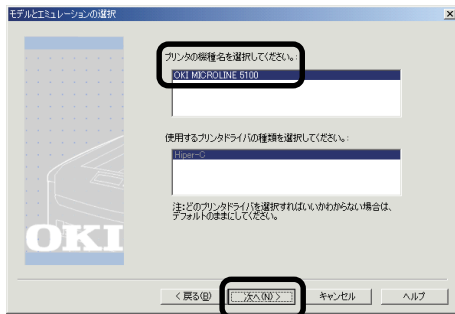 モデルとエミュレーションの選択
プリンタの機種名を選択してください。:
OKI MICROLINE 5100
使用するプリンタドライバの種類を選択してください。:
Hiper-C
注:どのプリンタドライバを選択すればいいかわからない場合は、
デフォルトのままにしてください。
OKI
< 戻る(B)
次へ(N) >
キャンセル
ヘルプ